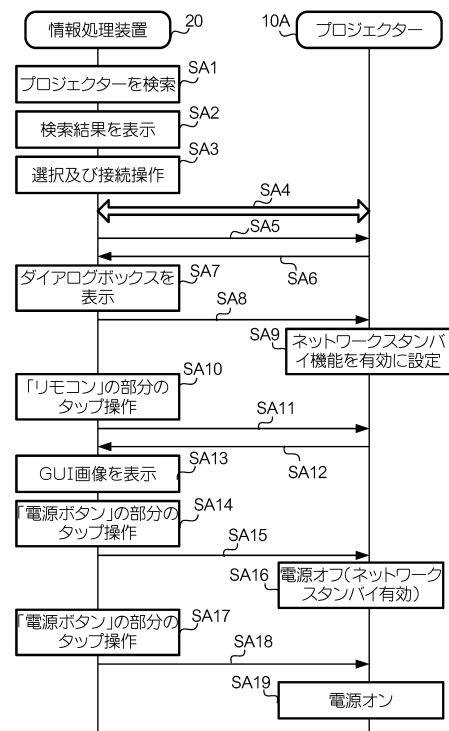 情報処理装置
20
10A
プロジェクター
SA1
プロジェクターを検索
SA2
検索結果を表示
SA3
選択及び接続操作
SA4
SA5
SA6
SA7
ダイアログボックスを
表示
SA8
SA9
ネットワークスタンバ
イ機能を有効に設定
SA10
「リモコン」の部分の
タップ操作
SA11
SA12
SA13
GUI画像を表示
SA14
「電源ボタン」の部分の
タップ操作
SA15
SA16
電源オフ(ネットワーク
スタンバイ有効)
SA17
「電源ボタン」の部分の
タップ操作
SA18
SA19
電源オン